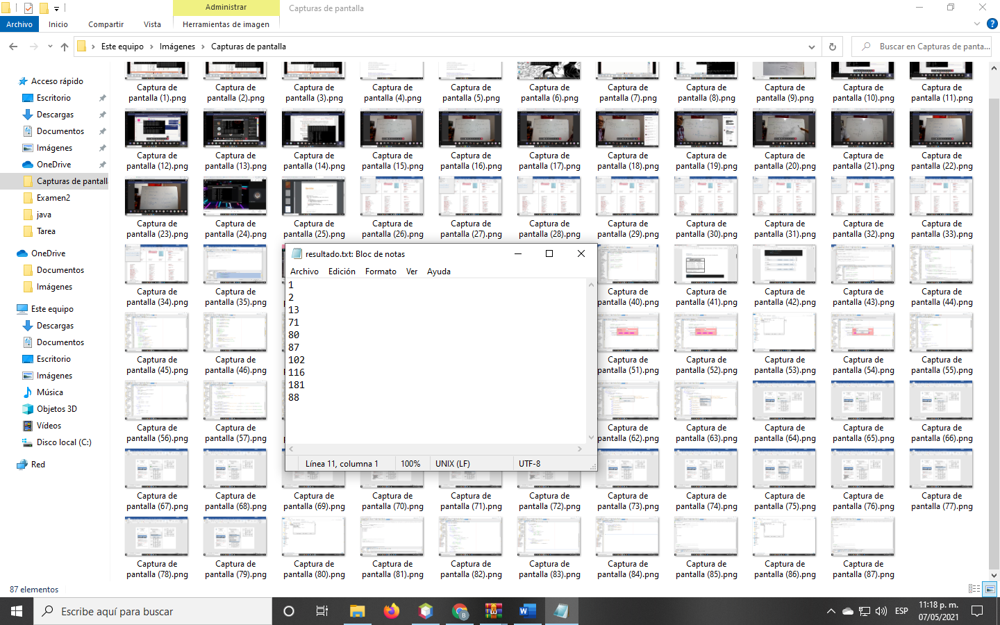 Administrar
Capturas de pantalla
Archivo
Inicio
Compartir
Vista
Herramientas de imagen
Este equipo
Imágenes
Capturas de pantalla
Buscar en Capturas de panta...
Acceso rápido
Escritorio
Descargas
Documentos
Imágenes
OneDrive
Capturas de pantall
Examen2
java
Tarea
OneDrive
Documentos
Imágenes
Este equipo
Descargas
Documentos
Escritorio
Imágenes
Música
Objetos 3D
Vídeos
Disco local (C:)
Red
Captura de pantalla (1).png
Captura de pantalla (2).png
Captura de pantalla (3).png
Captura de pantalla (4).png
Captura de pantalla (5).png
Captura de pantalla (6).png
Captura de pantalla (7).png
Captura de pantalla (8).png
Captura de pantalla (9).png
Captura de pantalla (10).png
Captura de pantalla (11).png
Captura de pantalla (12).png
Captura de pantalla (13).png
Captura de pantalla (14).png
Captura de pantalla (15).png
Captura de pantalla (16).png
Captura de pantalla (17).png
Captura de pantalla (18).png
Captura de pantalla (19).png
Captura de pantalla (20).png
Captura de pantalla (21).png
Captura de pantalla (22).png
Captura de pantalla (23).png
Captura de pantalla (24).png
Captura de pantalla (25).png
Captura de pantalla (26).png
Captura de pantalla (27).png
Captura de pantalla (28).png
Captura de pantalla (29).png
Captura de pantalla (30).png
Captura de pantalla (31).png
Captura de pantalla (32).png
Captura de pantalla (33).png
Captura de pantalla (34).png
Captura de pantalla (35).png
Captura de pantalla (40).png
Captura de pantalla (41).png
Captura de pantalla (42).png
Captura de pantalla (43).png
Captura de pantalla (44).png
Captura de pantalla (45).png
Captura de pantalla (46).png
Captura de pantalla (51).png
Captura de pantalla (52).png
Captura de pantalla (53).png
Captura de pantalla (54).png
Captura de pantalla (55).png
Captura de pantalla (56).png
Captura de pantalla (57).png
Captura de pantalla (62).png
Captura de pantalla (63).png
Captura de pantalla (64).png
Captura de pantalla (65).png
Captura de pantalla (66).png
Captura de pantalla (67).png
Captura de pantalla (68).png
Captura de pantalla (69).png
Captura de pantalla (70).png
Captura de pantalla (71).png
Captura de pantalla (72).png
Captura de pantalla (73).png
Captura de pantalla (74).png
Captura de pantalla (75).png
Captura de pantalla (76).png
Captura de pantalla (77).png
Captura de pantalla (78).png
Captura de pantalla (79).png
Captura de pantalla (80).png
Captura de pantalla (81).png
Captura de pantalla (82).png
Captura de pantalla (83).png
Captura de pantalla (84).png
Captura de pantalla (85).png
Captura de pantalla (86).png
Captura de pantalla (87).png
resultado.txt: Bloc de notas
Archivo Edición Formato Ver Ayuda
1
2
13
71
80
87
102
116
181
88
Línea 11, columna 1
100%
UNIX (LF)
UTF-8
87 elementos
Escribe aquí para buscar
ESP
11:18 p. m.
07/05/2021